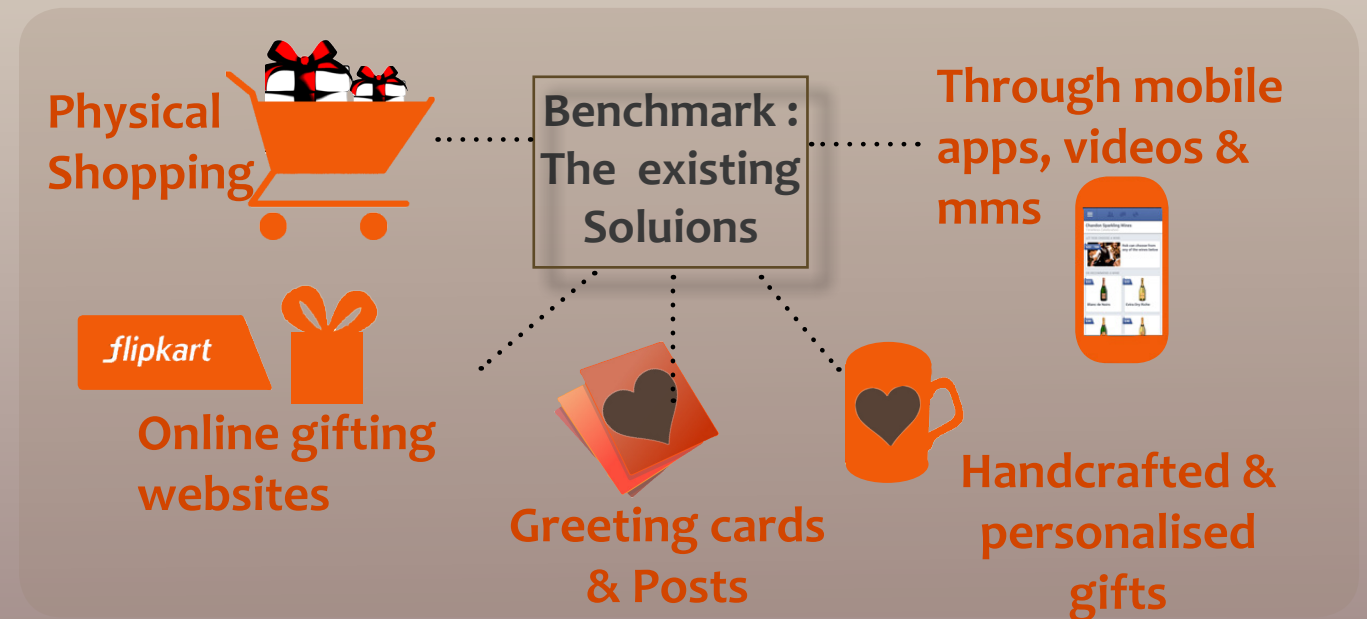 Physical
Shopping
Benchmark :
The existing
Soluions
Through mobile
apps, videos &
mms
flipkart
Online gifting
websites
Greeting cards
& Posts
Handcrafted &
personalised
gifts